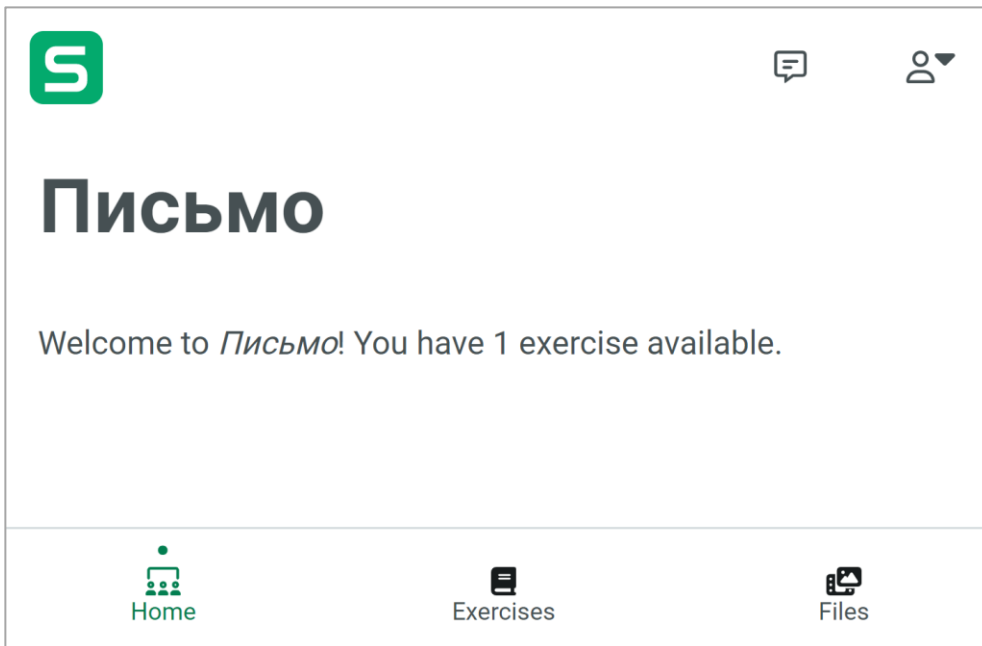 S
Письмо
Welcome to Письмо! You have 1 exercise available.
Home Exercises Files